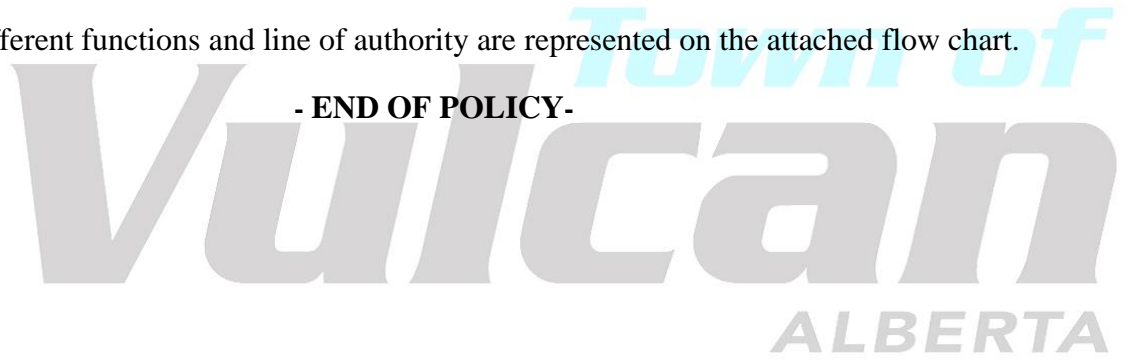 Town of
fferent functions and line of authority are represented on the attached flow chart.
- END OF POLICY-
Vulcan
ALBERTA